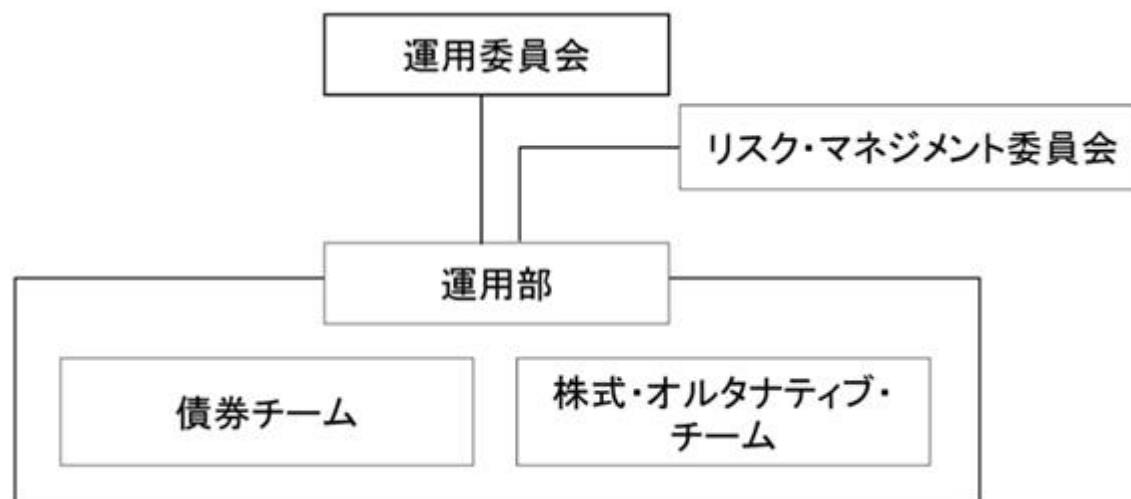 運用委員会
リスク・マネジメント委員会
運用部
債券チーム
株式・オルタナティブ・
チーム